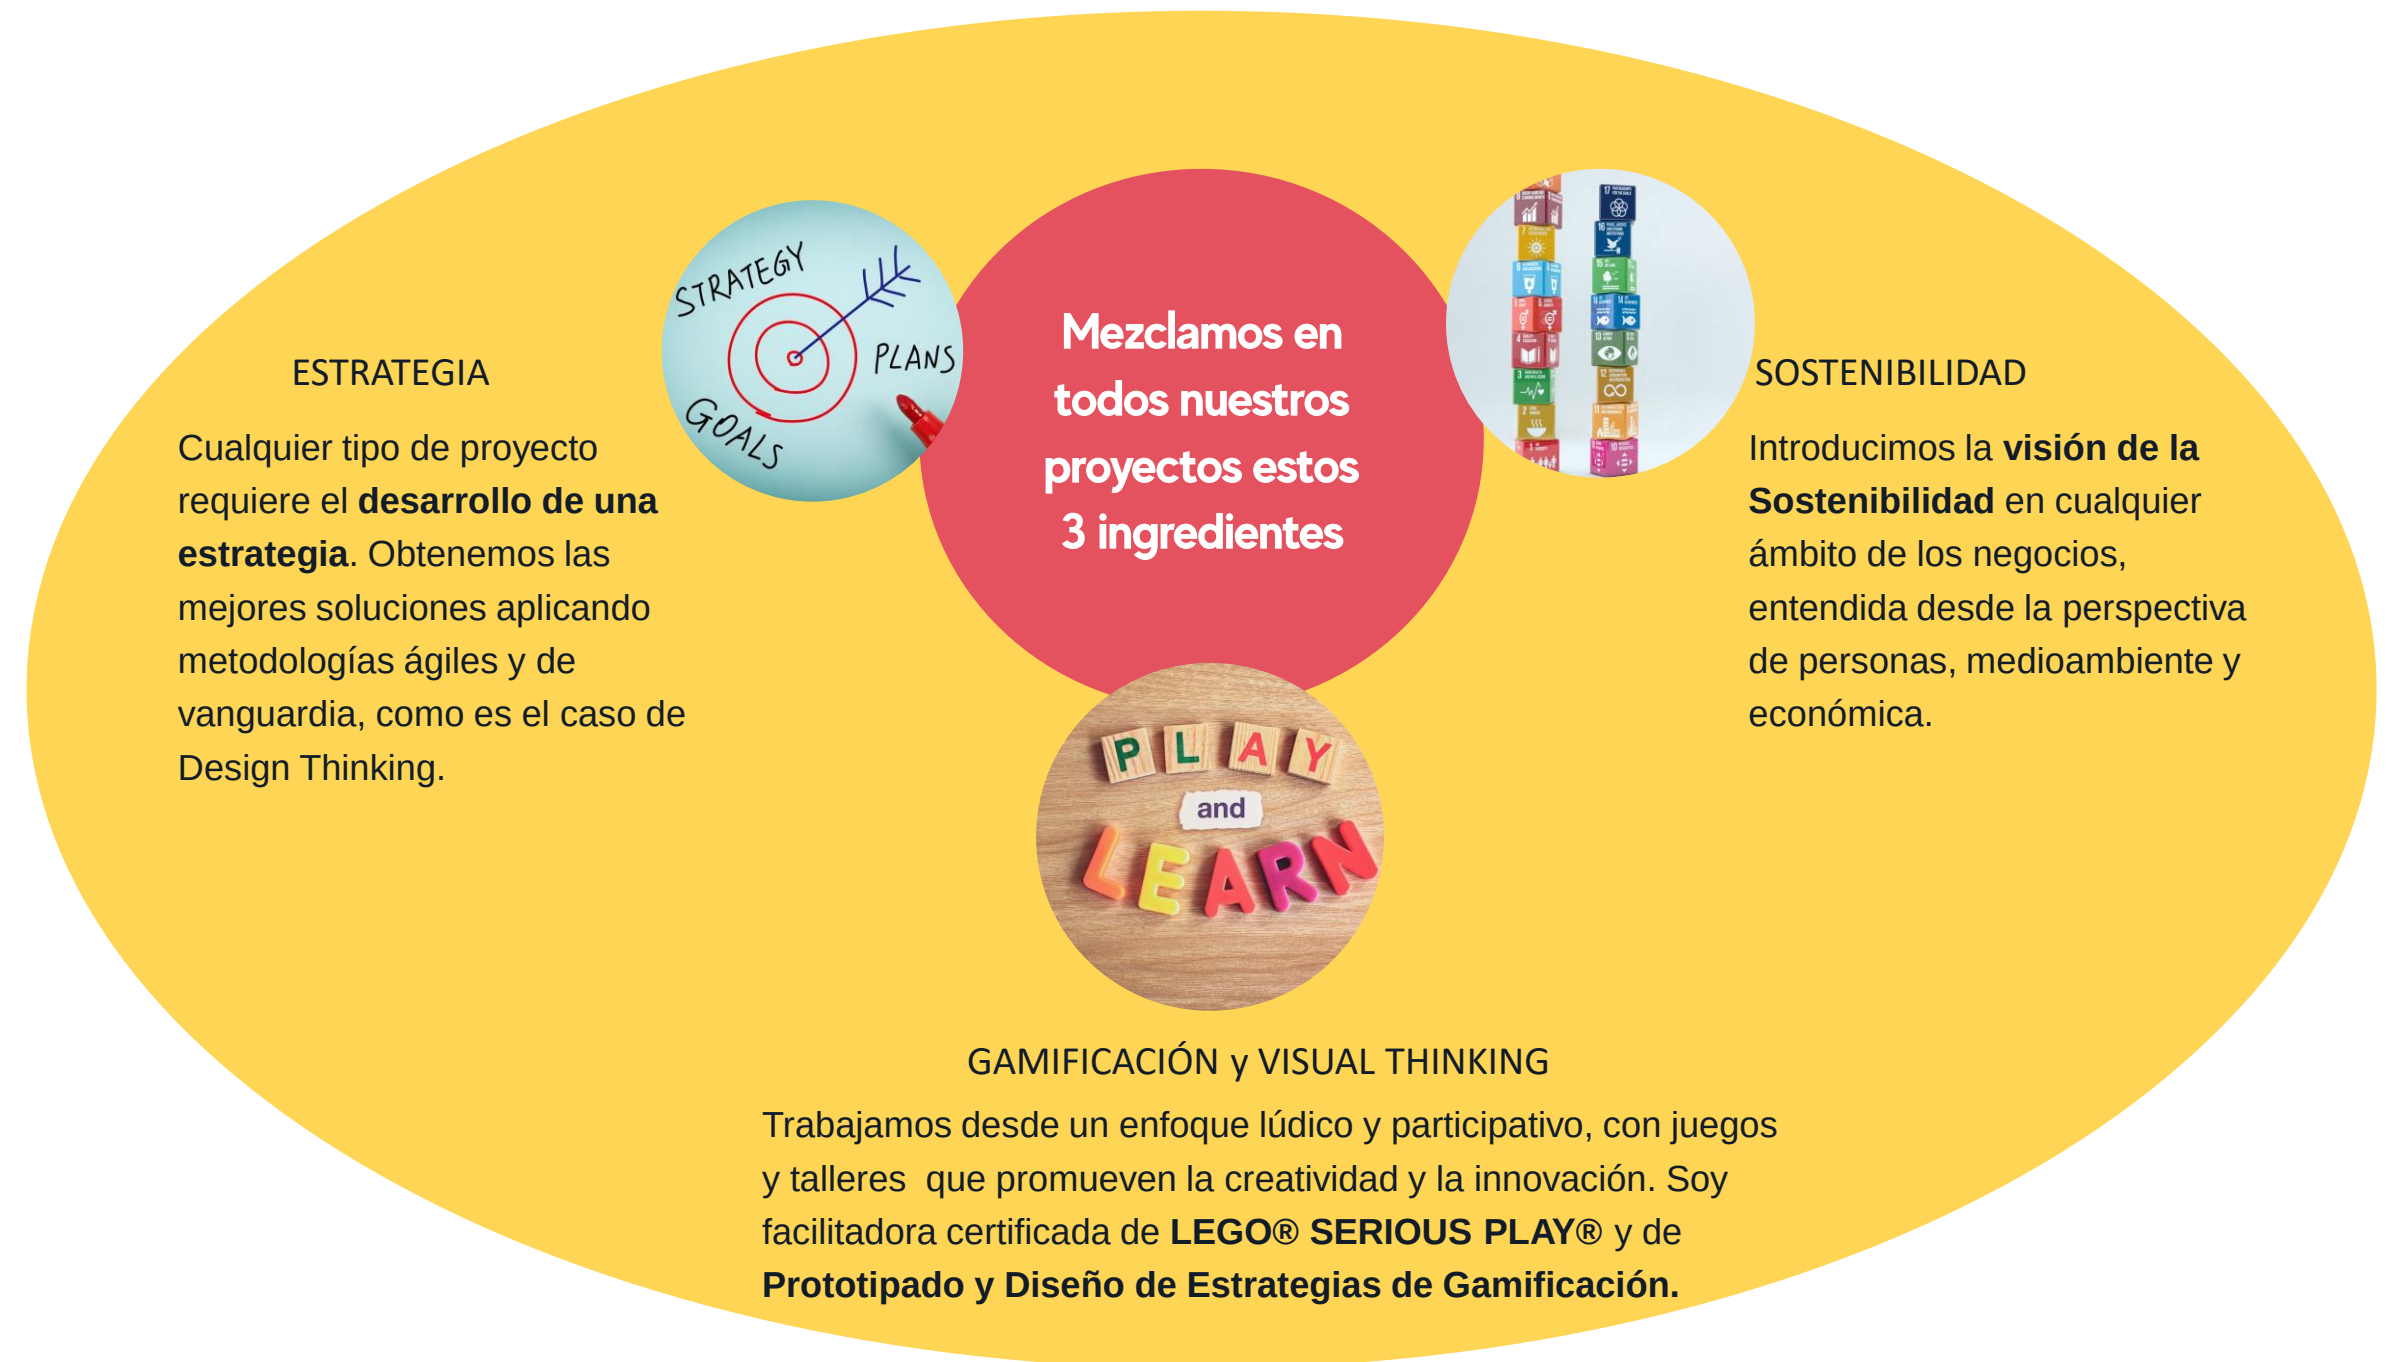 Mezclamos en
todos nuestros
proyectos estos
3 ingredientes
STRATEGY
PLANS
GOALS
ESTRATEGIA
Cualquier tipo de proyecto
requiere el desarrollo de una
estrategia. Obtenemos las
mejores soluciones aplicando
metodologías ágiles y de
vanguardia, como es el caso de
Design Thinking.
SOSTENIBILIDAD
Introducimos la visión de la
Sostenibilidad en cualquier
ámbito de los negocios,
entendida desde la perspectiva
de personas, medioambiente y
económica.
PLAY
and
LEARN
GAMIFICACIÓN y VISUAL THINKING
Trabajamos desde un enfoque lúdico y participativo, con juegos
y talleres  que promueven la creatividad y la innovación. Soy
facilitadora certificada de LEGO® SERIOUS PLAY® y de
Prototipado y Diseño de Estrategias de Gamificación.